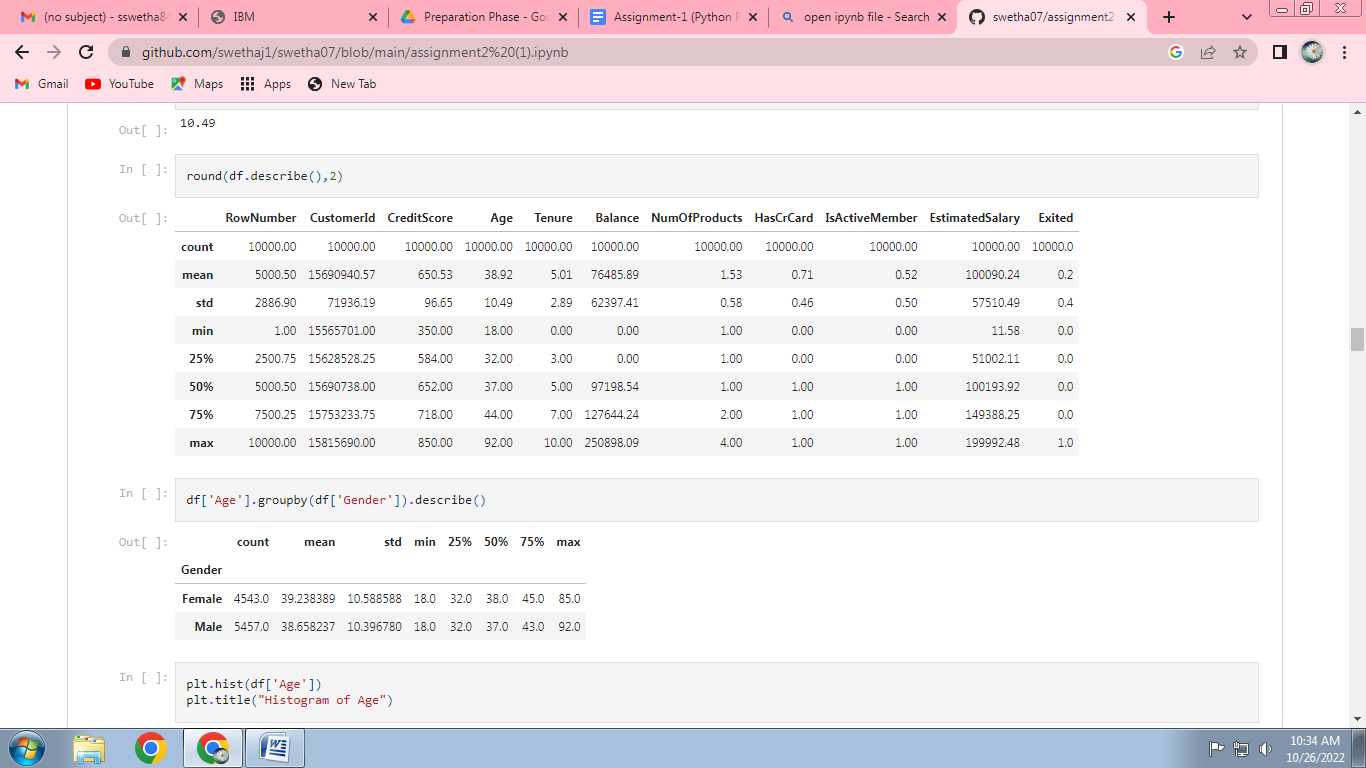 (no subject) - sswetha84
IBM
Preparation Phase - Goo
Assignment-1 (Python P
open ipynb file - Search
swetha07/assignment2
github.com/swethaj1/swetha07/blob/main/assignment2%20(1).ipynb
Gmail YouTube Maps Apps New Tab
Out[ ]: 10.49
In [ ]: round(df.describe(),2)
Out[ ]: RowNumber CustomerId CreditScore Age Tenure Balance NumOfProducts HasCrCard IsActiveMember EstimatedSalary Exited
count 10000.00 10000.00 10000.00 10000.00 10000.00 10000.00 10000.00 10000.00 10000.00 10000.00 10000.0
mean 5000.50 15690940.57 650.53 38.92 5.01 76485.89 1.53 0.71 0.52 100090.24 0.2
std 2886.90 71936.19 96.65 10.49 2.89 62397.41 0.58 0.46 0.50 57510.49 0.4
min 1.00 15565701.00 350.00 18.00 0.00 0.00 1.00 0.00 0.00 11.58 0.0
25% 2500.75 15628528.25 584.00 32.00 3.00 0.00 1.00 0.00 0.00 51002.11 0.0
50% 5000.50 15690738.00 652.00 37.00 5.00 97198.54 1.00 1.00 1.00 100193.92 0.0
75% 7500.25 15753233.75 718.00 44.00 7.00 127644.24 2.00 1.00 1.00 149388.25 0.0
max 10000.00 15815690.00 850.00 92.00 10.00 250898.09 4.00 1.00 1.00 199992.48 1.0
In [ ]: df['Age'].groupby(df['Gender']).describe()
Out[ ]: count mean std min 25% 50% 75% max
Gender
Female 4543.0 39.238389 10.588588 18.0 32.0 38.0 45.0 85.0
Male 5457.0 38.658237 10.396780 18.0 32.0 37.0 43.0 92.0
In [ ]: plt.hist(df['Age'])
plt.title("Histogram of Age")
10:34 AM
10/26/2022